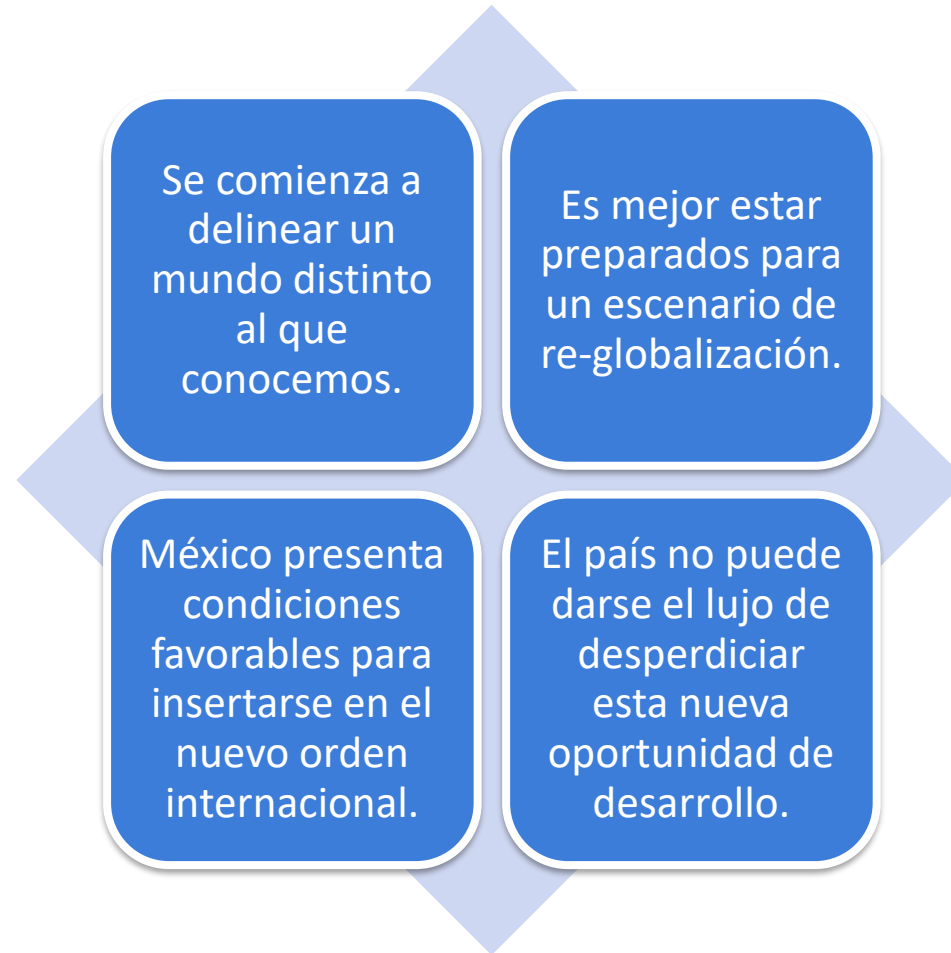 Se comienza a
delinear un
mundo distinto
al que
conocemos.
Es mejor estar
preparados para
un escenario de
re-globalización.
México presenta
condiciones
favorables para
insertarse en el
nuevo orden
internacional.
El país no puede
darse el lujo de
desperdiciar
esta nueva
oportunidad de
desarrollo.